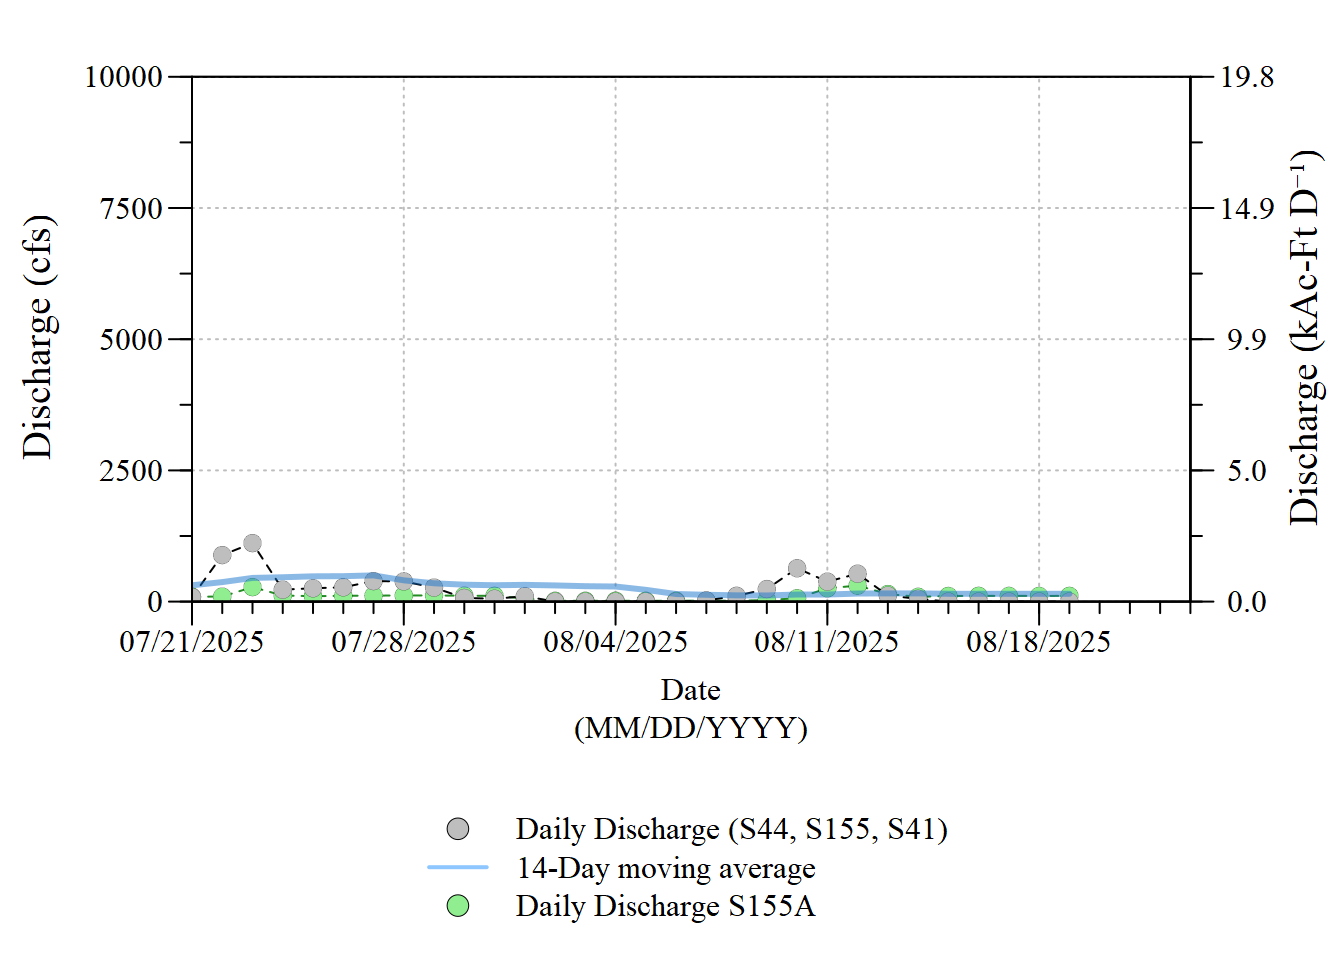 10000
7500
5000
2500
0
Discharge (cfs)
19.8
14.9
9.9
5.0
0.0
Discharge (kAc-Ft D⁻¹)
07/21/2025 07/28/2025 08/04/2025 08/11/2025 08/18/2025
Date
(MM/DD/YYYY)
Daily Discharge (S44, S155, S41)
14-Day moving average
Daily Discharge S155A